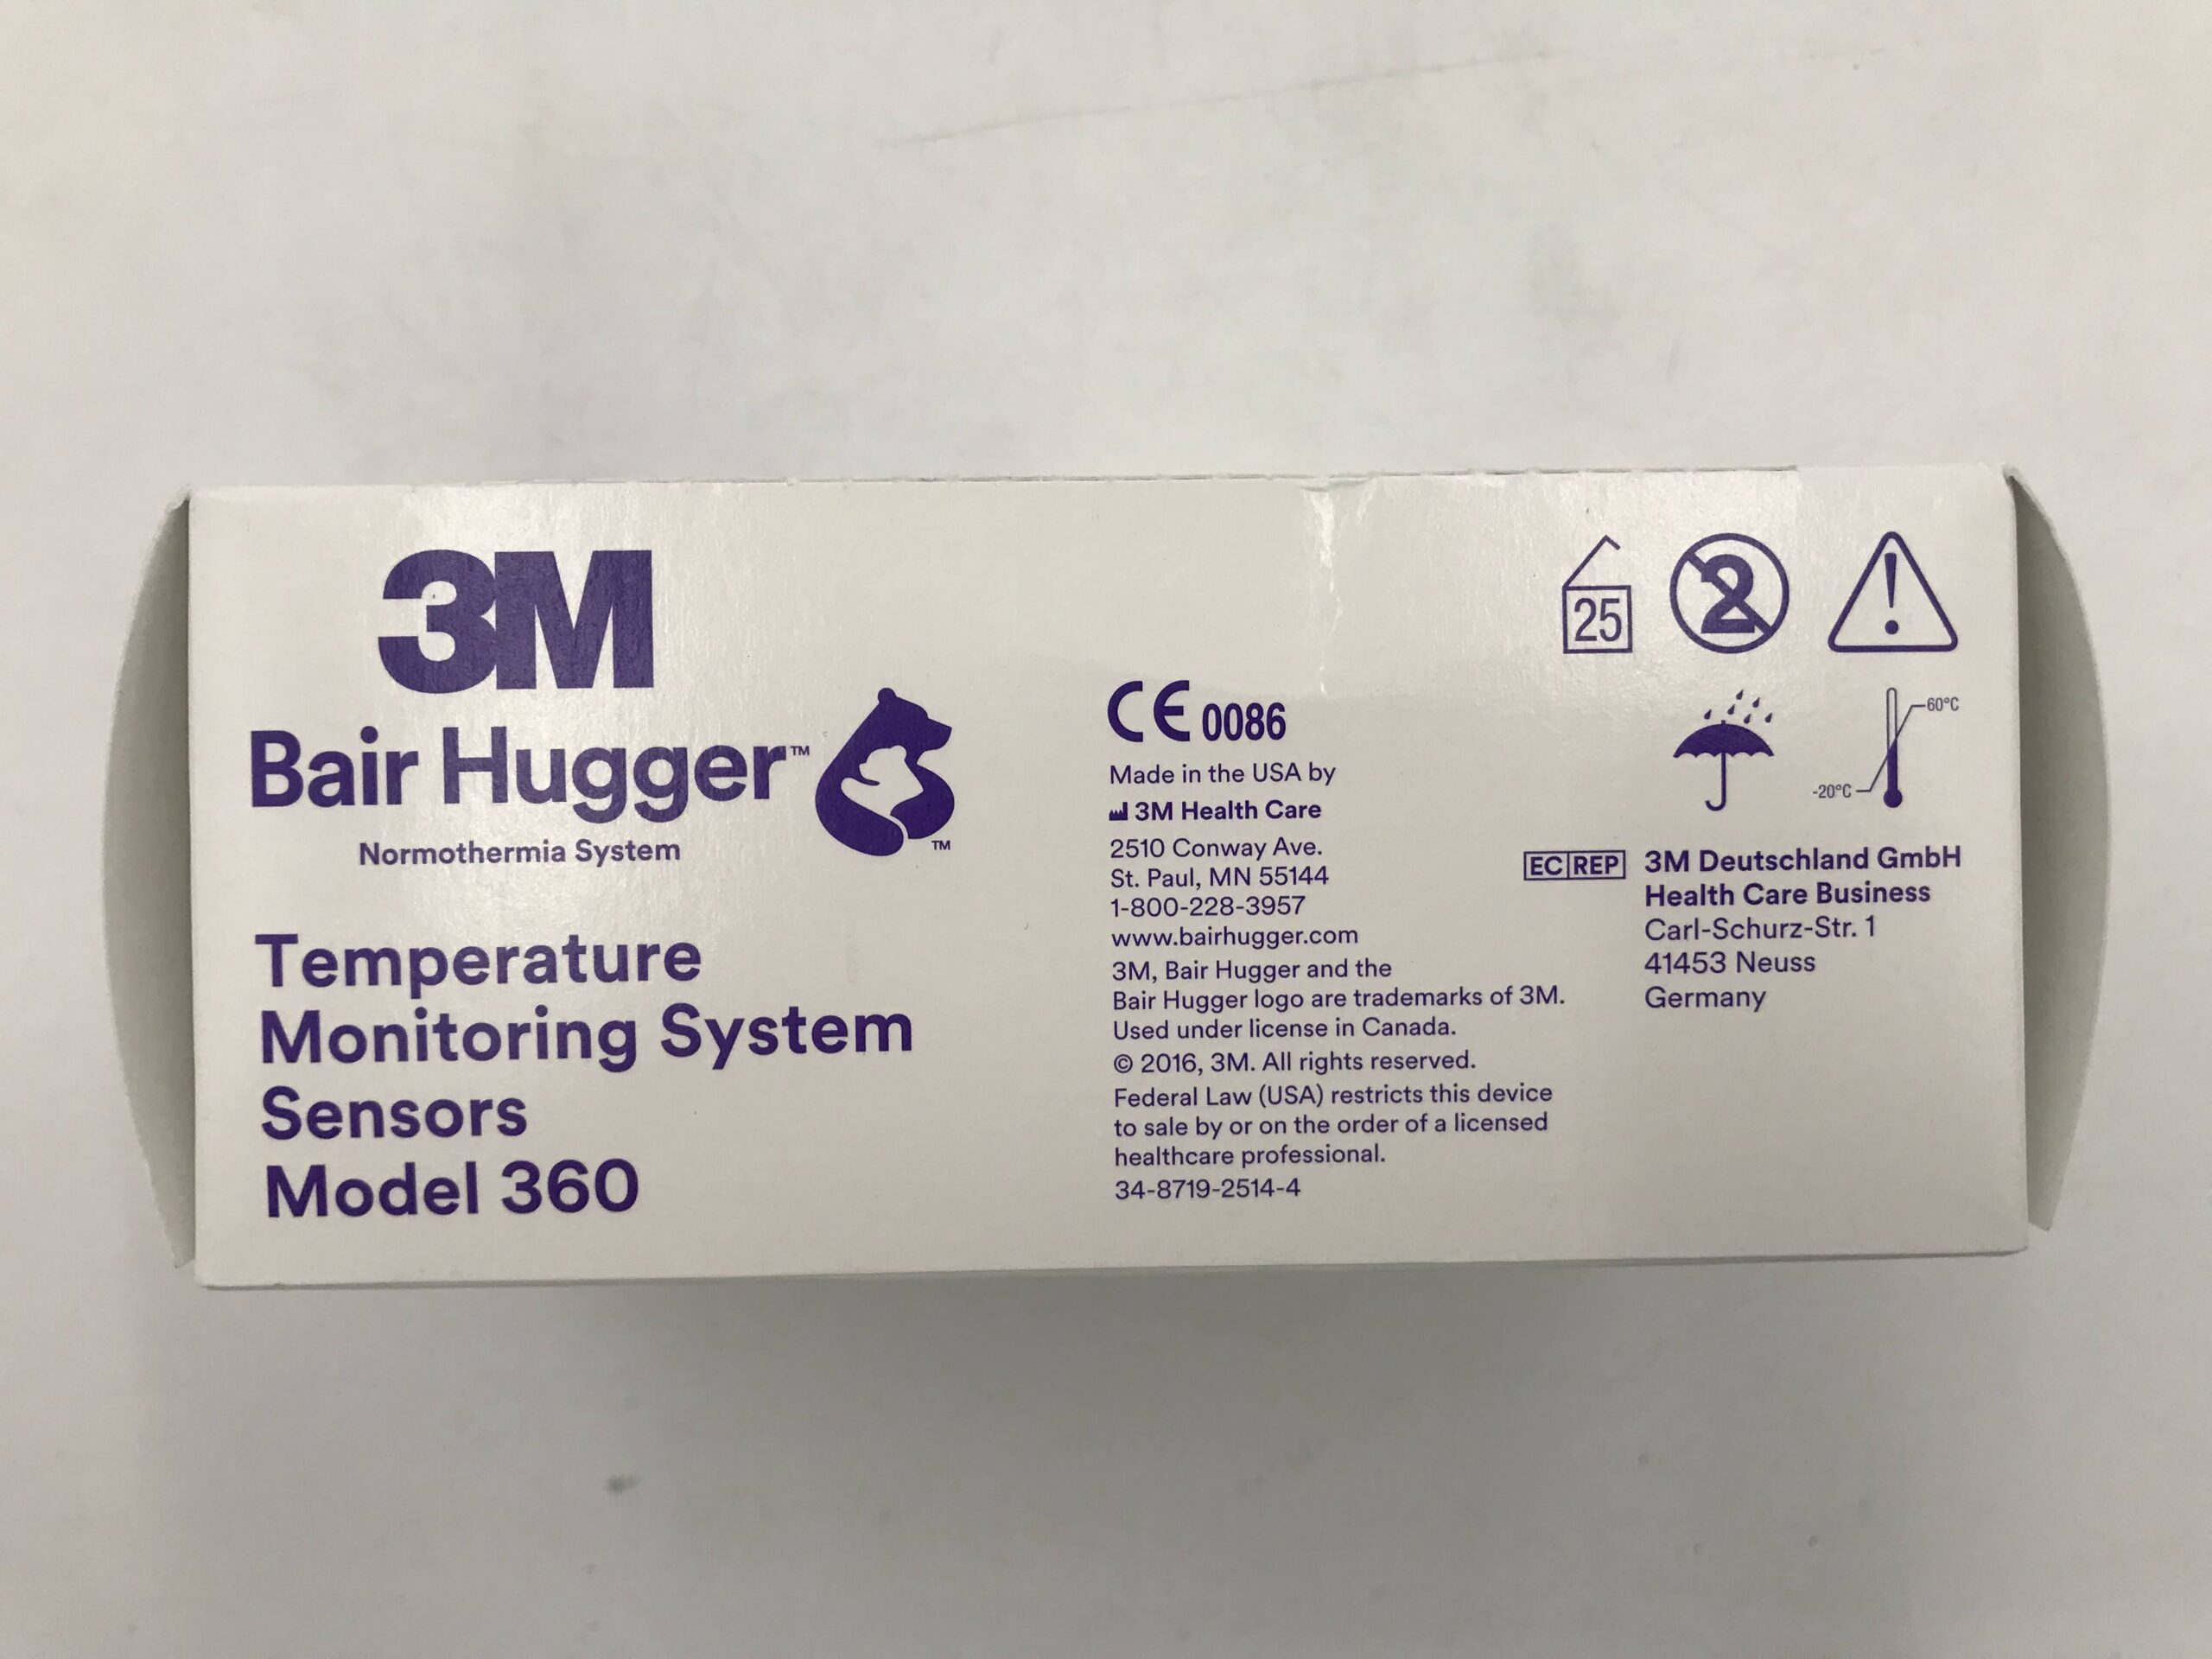 3M
Bair Hugger™
™
Normothermia System
Temperature
Monitoring System
Sensors
Model 360
CE 0086
Made in the USA by
3M Health Care
2510 Conway Ave.
St. Paul, MN 55144
1-800-228-3957
www.bairhugger.com
3M, Bair Hugger and the
Bair Hugger logo are trademarks of 3M.
Used under license in Canada.
© 2016, 3M. All rights reserved.
Federal Law (USA) restricts this device
to sale by or on the order of a licensed
healthcare professional.
34-8719-2514-4
25
2
!
60°C
-20°C
EC REP
3M Deutschland GmbH
Health Care Business
Carl-Schurz-Str. 1
41453 Neuss
Germany